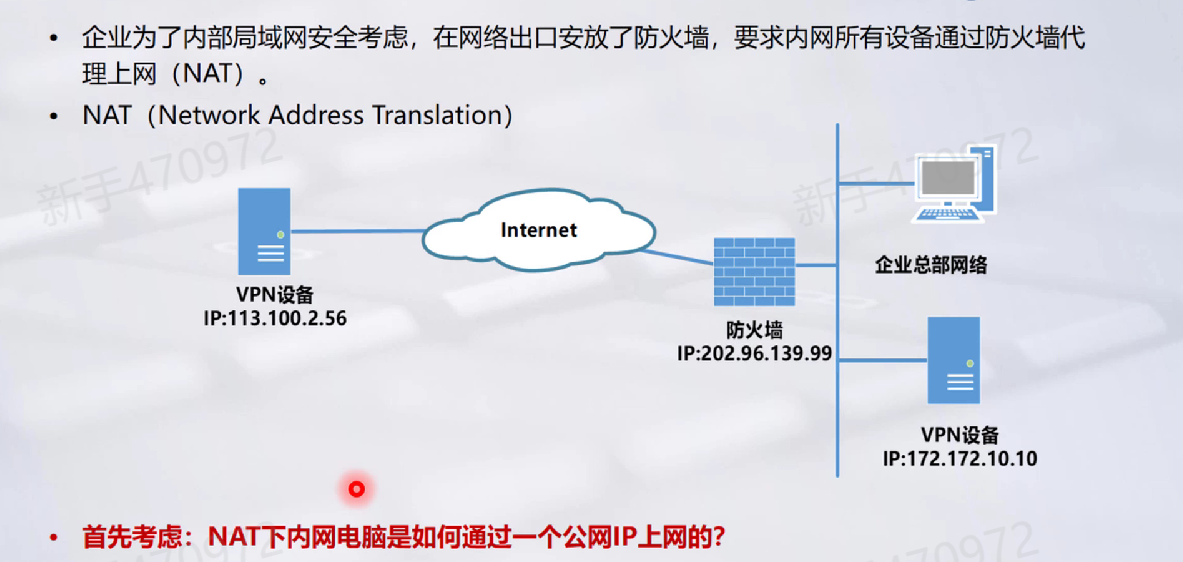 • 企业为了内部局域网安全考虑，在网络出口安放了防火墙，要求内网所有设备通过防火墙代
理上网（NAT）。
• NAT（Network Address Translation）
新手470972
新手470972
Internet
VPN设备
IP:113.100.2.56
企业总部网络
防火墙
IP:202.96.139.99
VPN设备
IP:172.172.10.10
• 首先考虑：NAT下内网电脑是如何通过一个公网IP上网的？